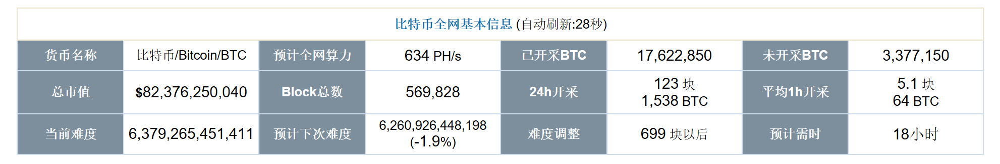 比特币全网基本信息 (自动刷新:28秒)
货币名称 比特币/Bitcoin/BTC 预计全网算力 634 PH/s 已开采BTC 17,622,850 未开采BTC 3,377,150
总市值 $82,376,250,040 Block总数 569,828 24h开采 123 块
1,538 BTC 平均1h开采 5.1 块
64 BTC
当前难度 6,379,265,451,411 预计下次难度 6,260,926,448,198
(-1.9%) 难度调整 699 块以后 预计需时 18小时